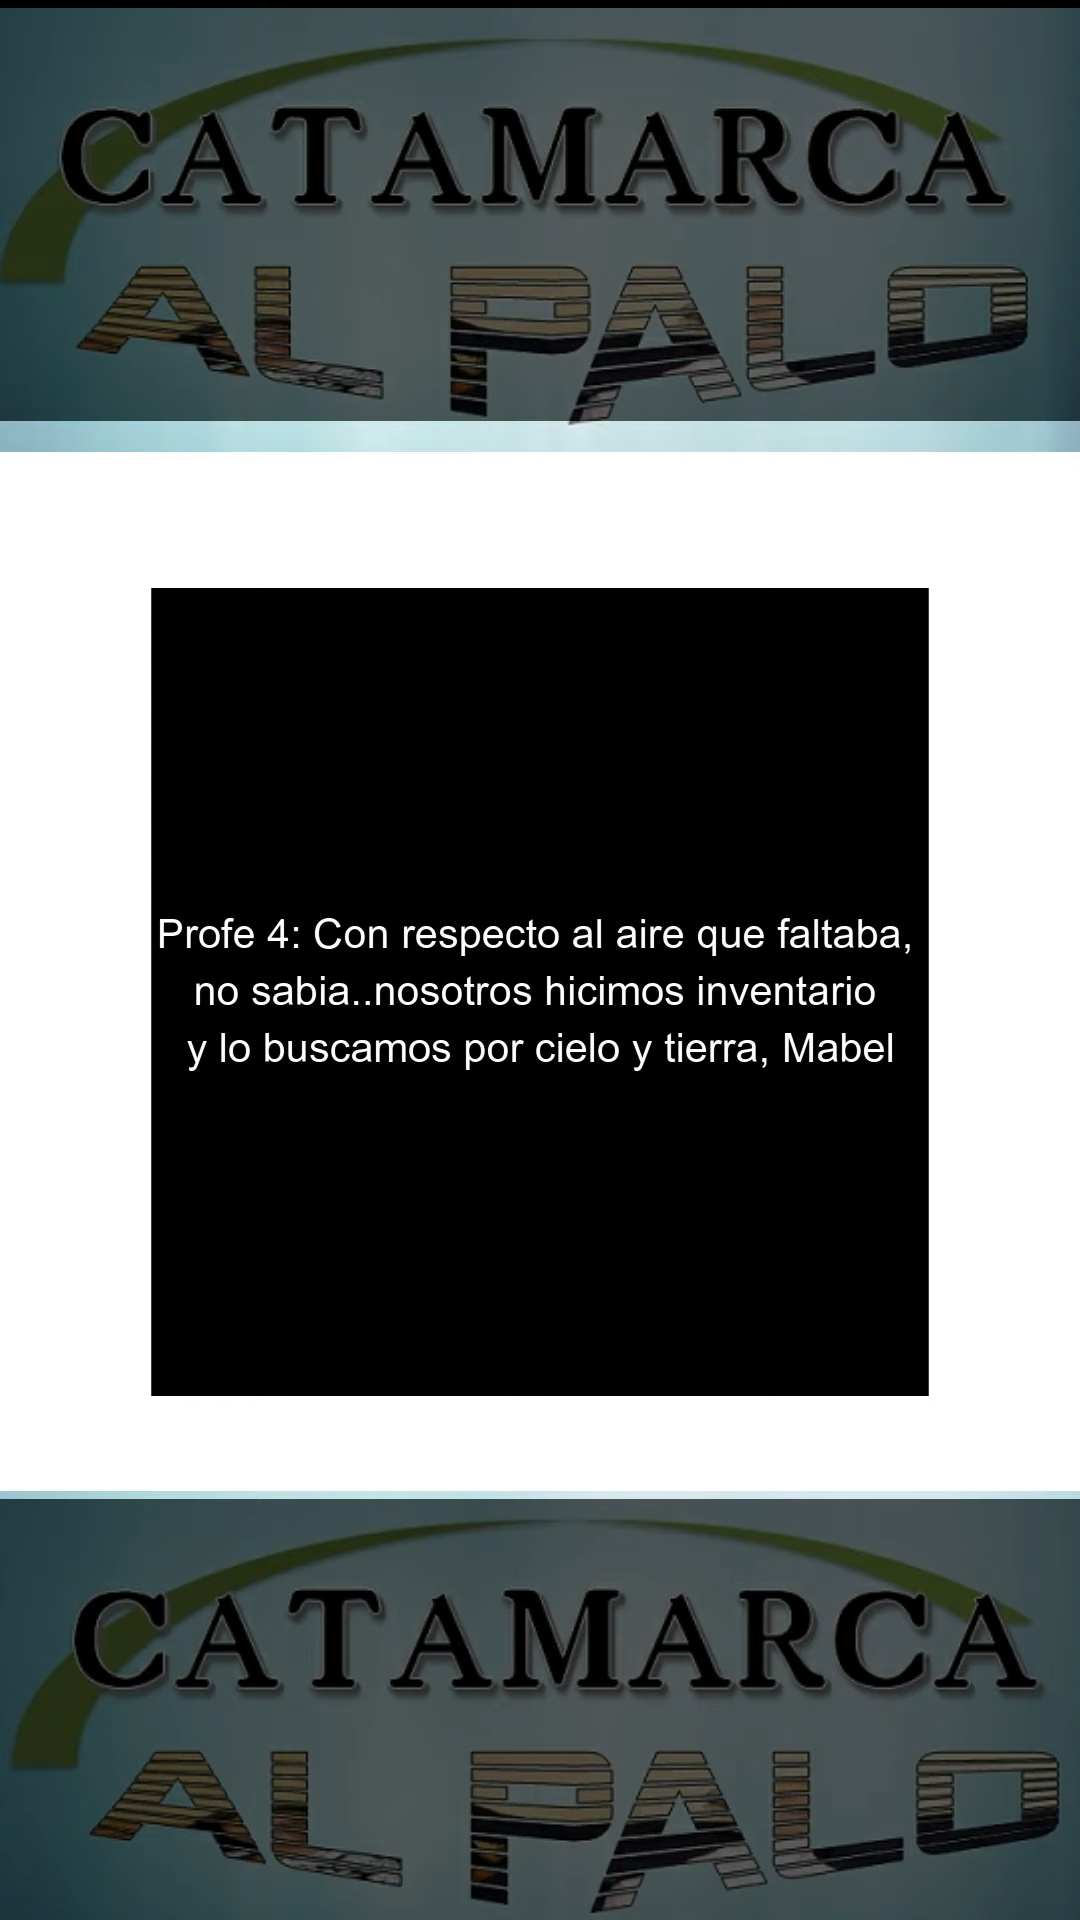 CATAMARCA
AL PALO
Profe 4: Con respecto al aire que faltaba,
no sabia..nosotros hicimos inventario
y lo buscamos por cielo y tierra, Mabel
CATAMARCA
AL PALO